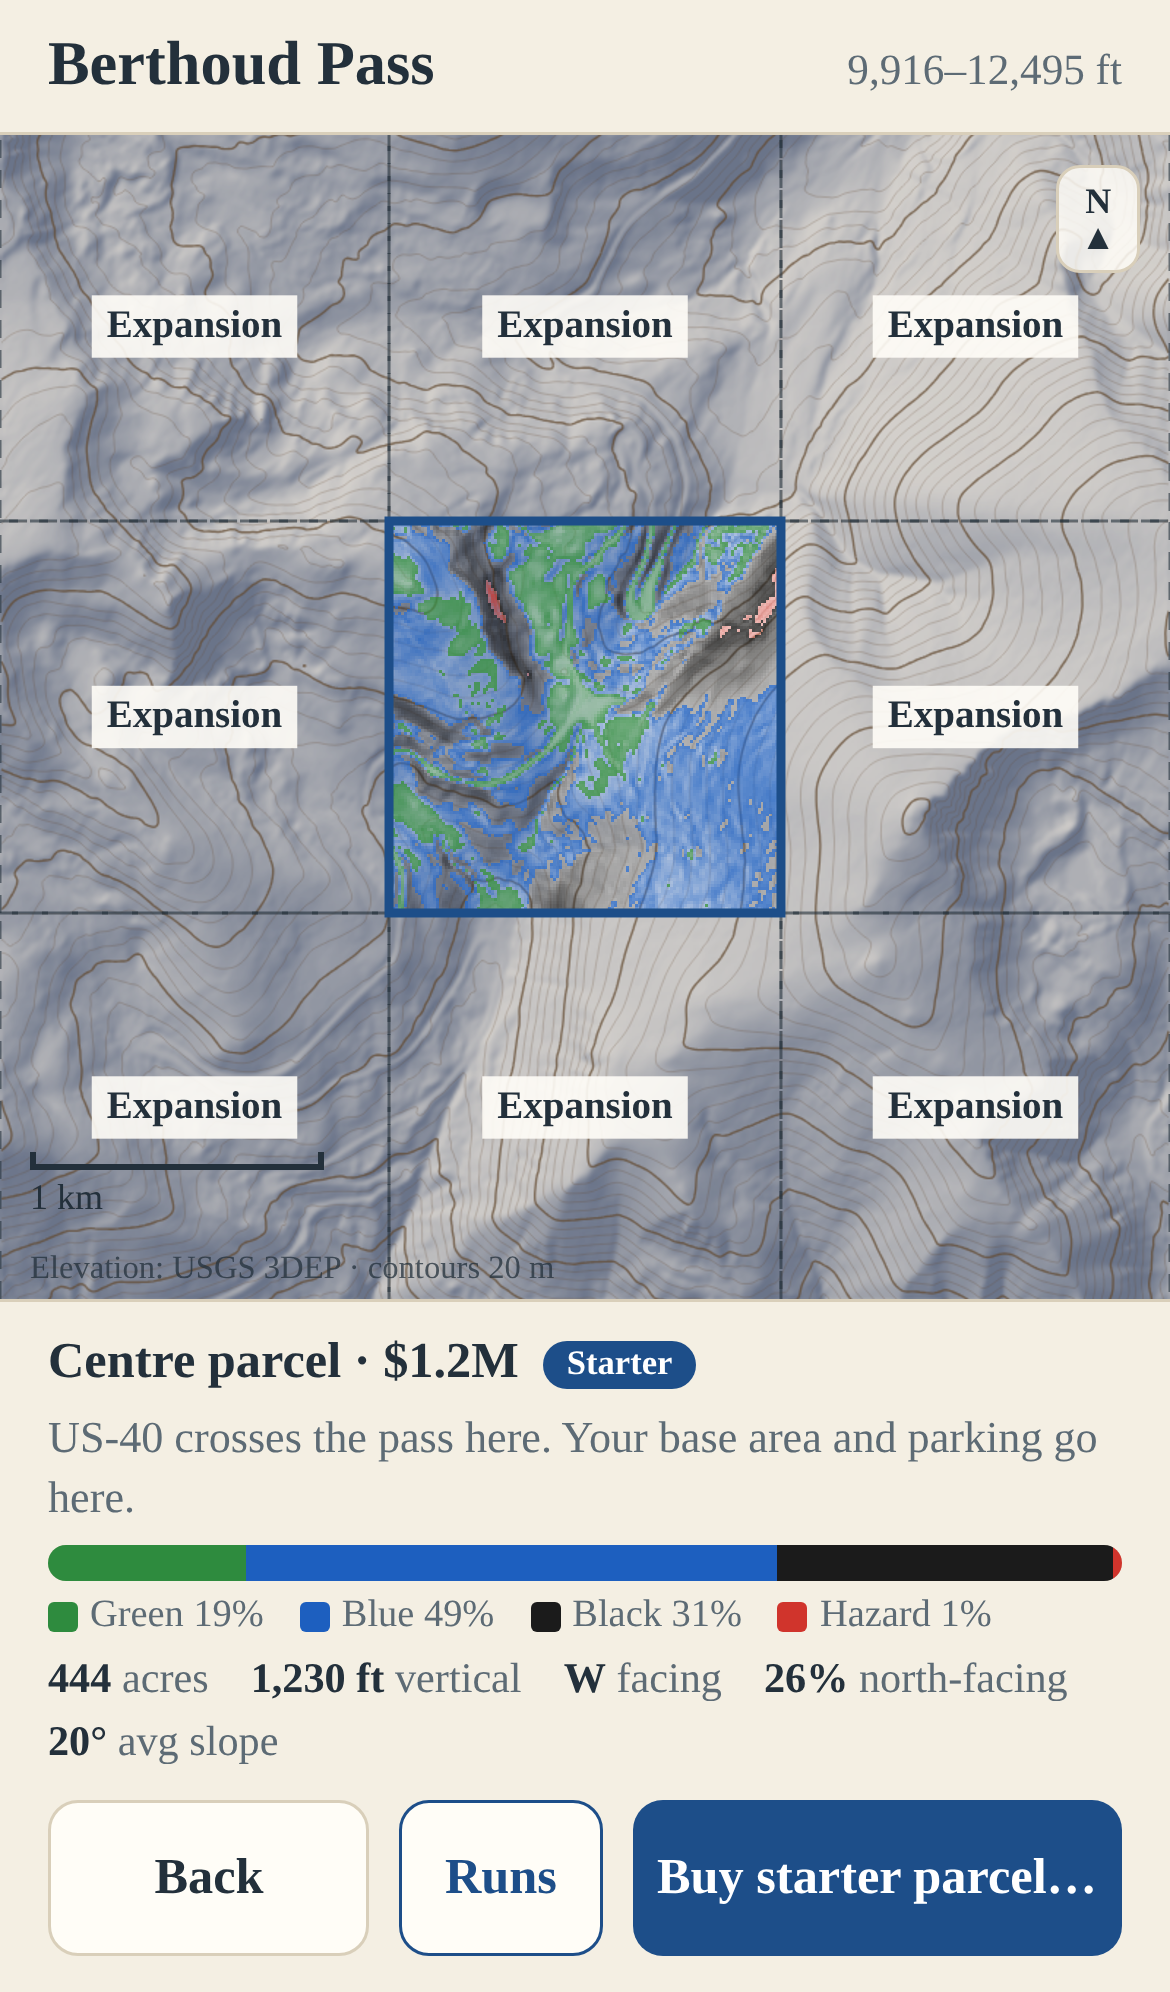 Berthoud Pass
9,916–12,495 ft
N
Expansion
Expansion
Expansion
Expansion
Expansion
Expansion
Expansion
Expansion
1 km
Elevation: USGS 3DEP · contours 20 m
Centre parcel · $1.2M
Starter
US-40 crosses the pass here. Your base area and parking go
here.
Green 19%
Blue 49%
Black 31%
Hazard 1%
444 acres
1,230 ft vertical
W facing
26% north-facing
20° avg slope
Back
Runs
Buy starter parcel…